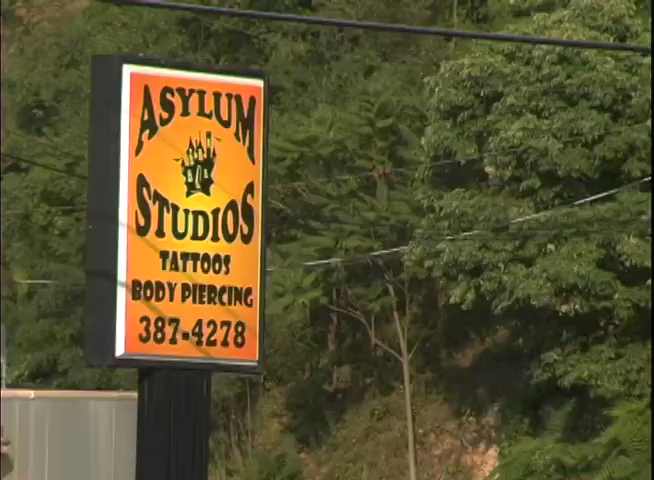 ASYLUM
STUDIOS
TATTOOS
BODY PIERCING
387-4278